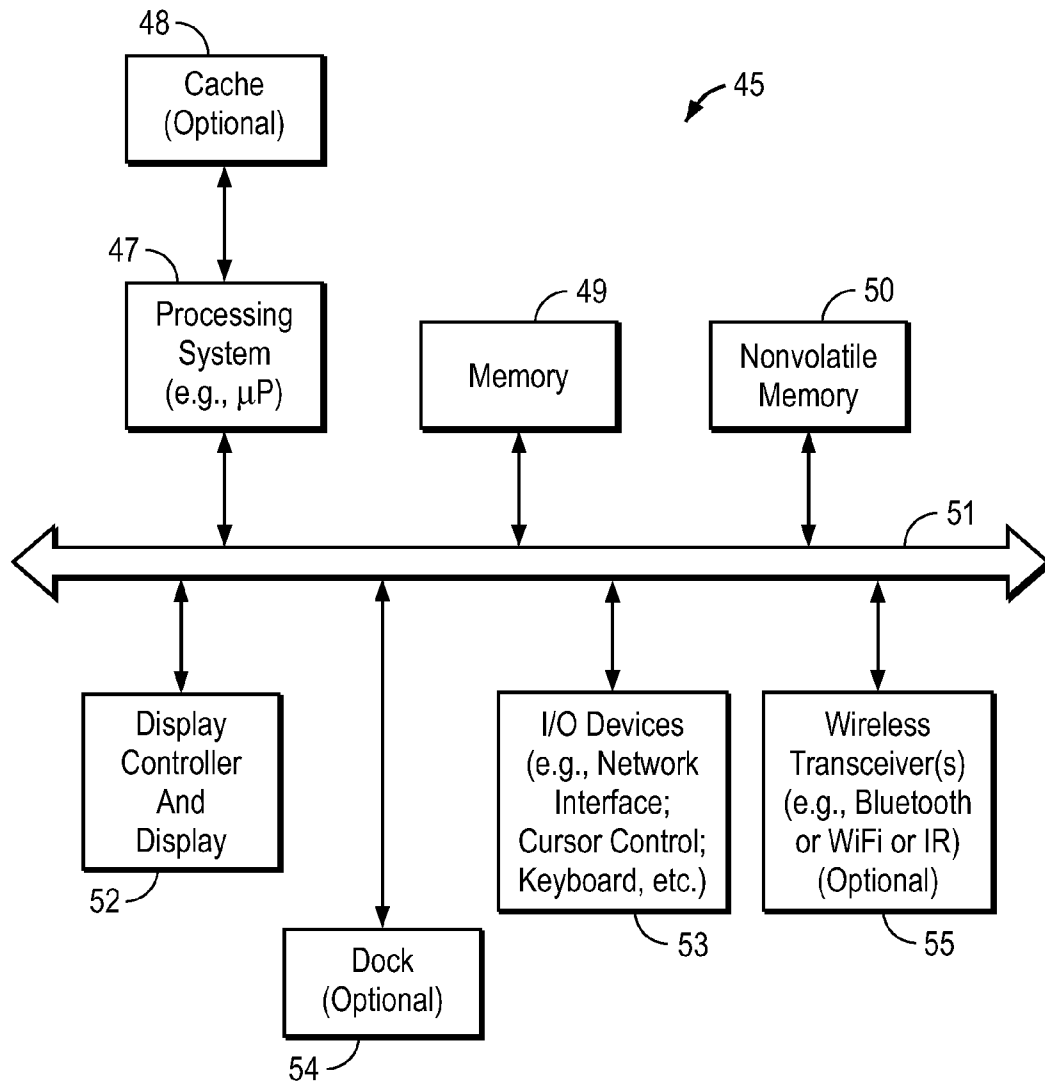 48
Cache
(Optional)
45
47
Processing
System
(e.g., μP)
49
Memory
50
Nonvolatile
Memory
51
Display
Controller
And
Display
52
Dock
(Optional)
54
I/O Devices
(e.g., Network
Interface;
Cursor Control;
Keyboard, etc.)
53
Wireless
Transceiver(s)
(e.g., Bluetooth
or WiFi or IR)
(Optional)
55